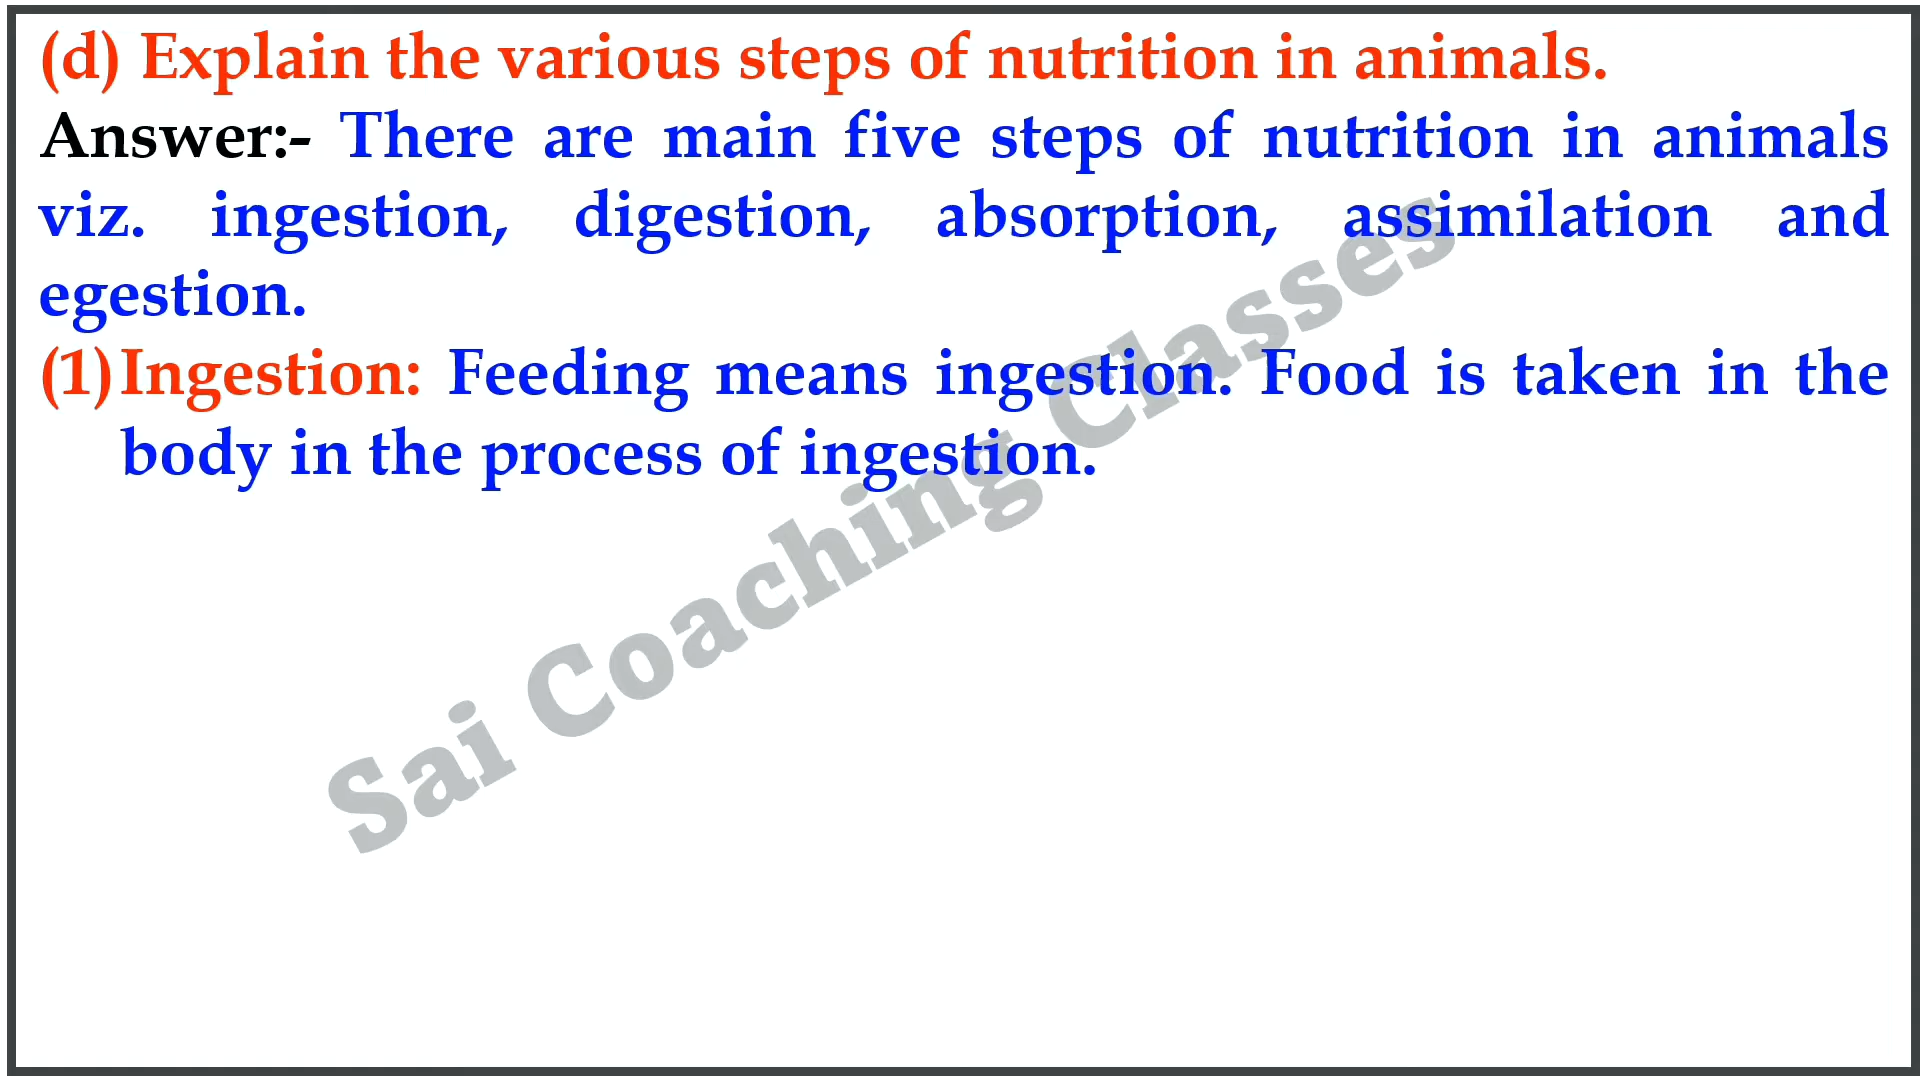 (d) Explain the various steps of nutrition in animals.
Answer:- There are main five steps of nutrition in animals
viz. ingestion, digestion, absorption, assimilation and
egestion.
(1) Ingestion: Feeding means ingestion. Food is taken in the
body in the process of ingestion.
Sai Coaching Classes